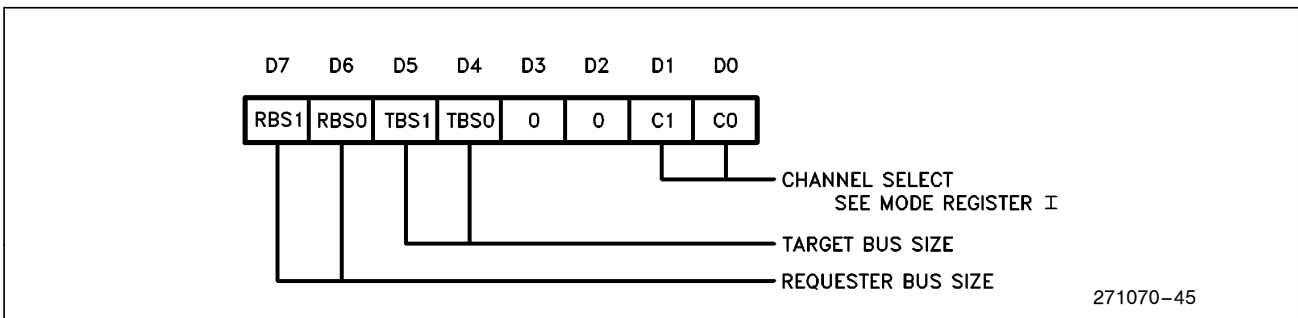 D7 D6 D5 D4 D3 D2 D1 D0
RBS1 RBS0 TBS1 TBS0 0 0 C1 C0
CHANNEL SELECT
SEE MODE REGISTER I
TARGET BUS SIZE
REQUESTER BUS SIZE
271070–45